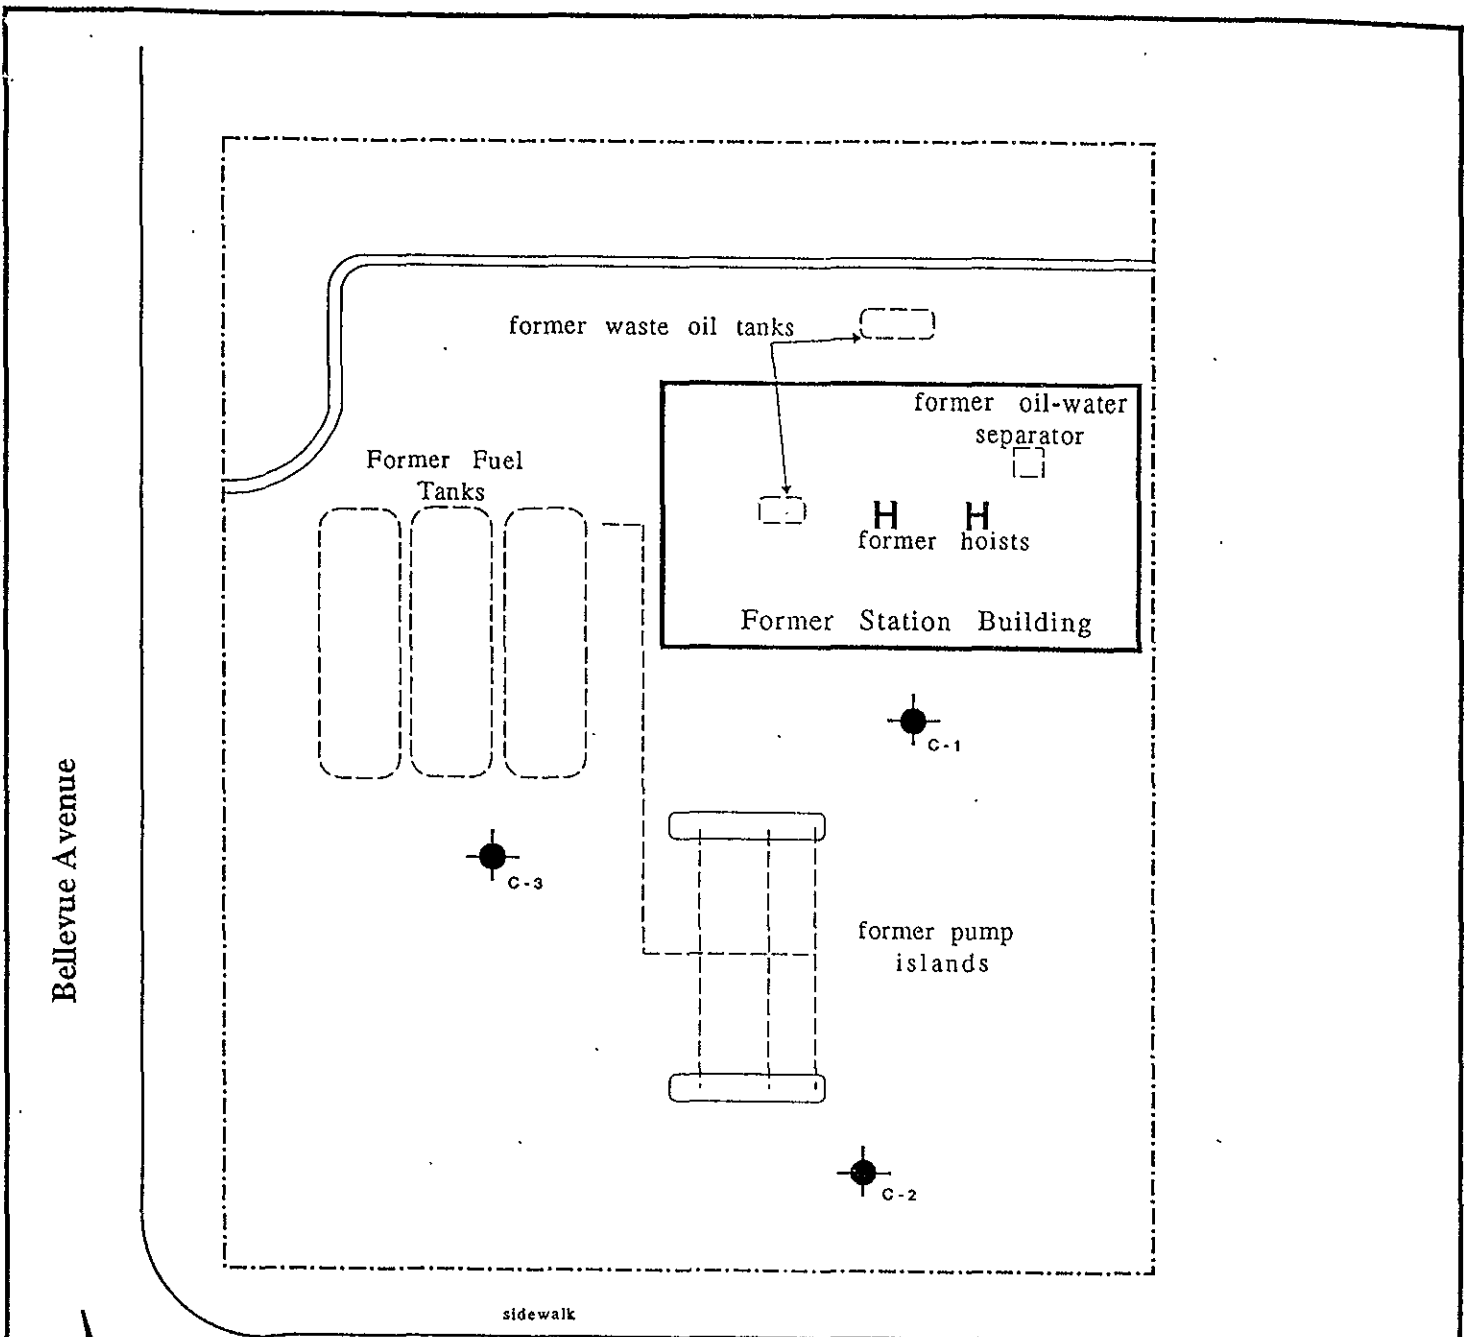 former waste oil tanks
former oil-water
separator
Former Fuel
Tanks
H H
former hoists
Former Station Building
C-1
Bellevue Avenue
C-3
former pump
islands
C-2
sidewalk